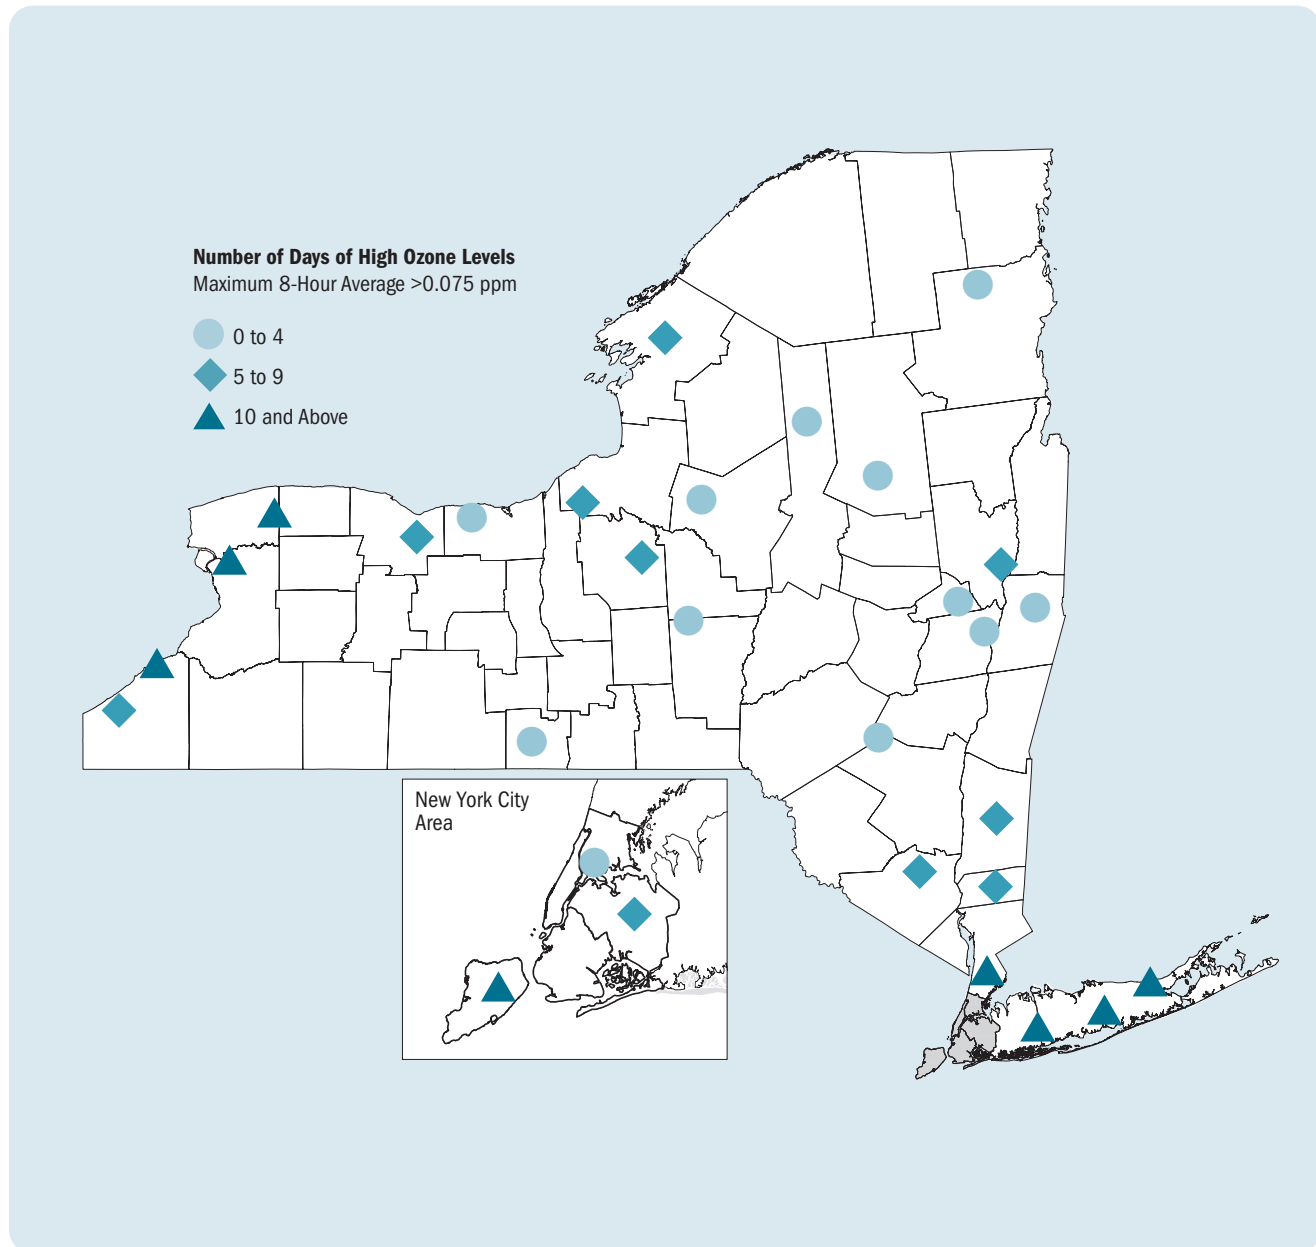 Number of Days of High Ozone Levels
Maximum 8-Hour Average >0.075 ppm
0 to 4
5 to 9
10 and Above
New York City
Area